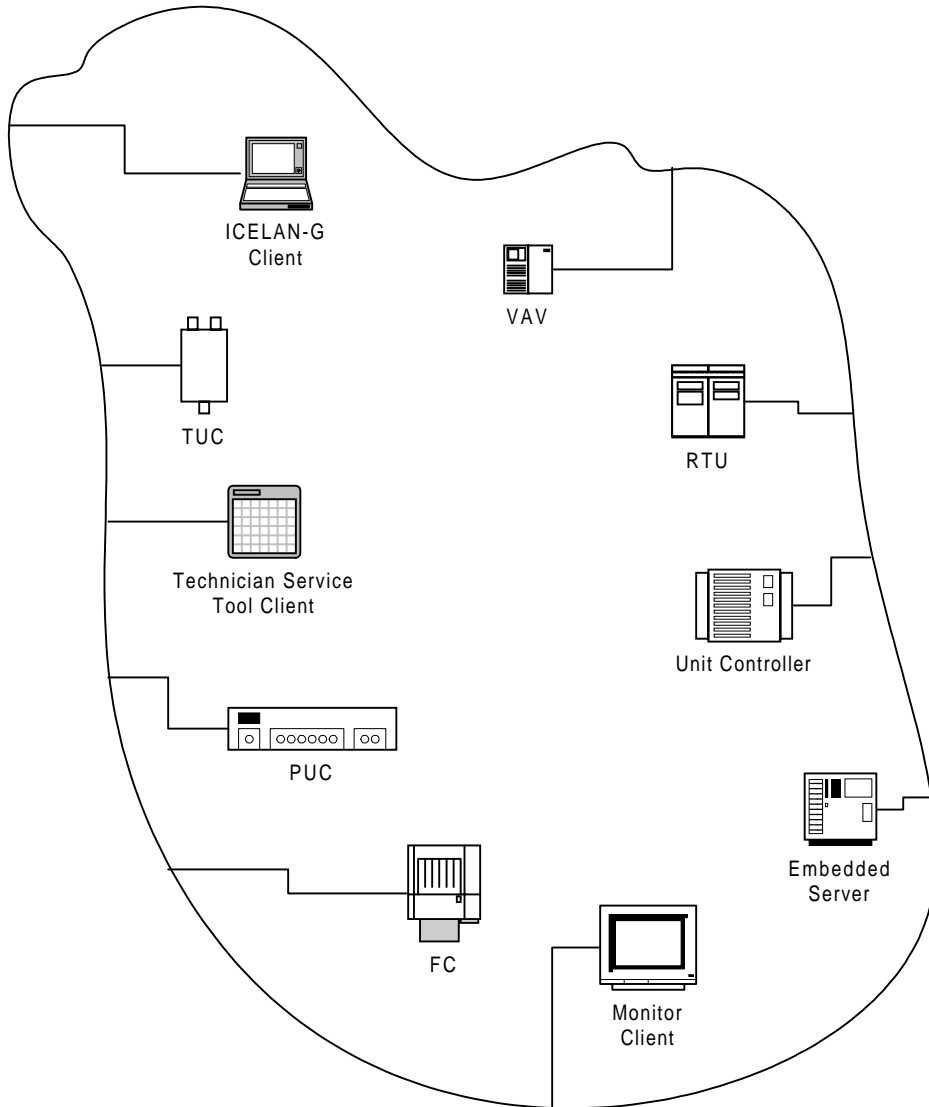 ICELAN-G
Client
VAV
TUC
RTU
Technician Service
Tool Client
Unit Controller
PUC
Embedded
Server
FC
Monitor
Client